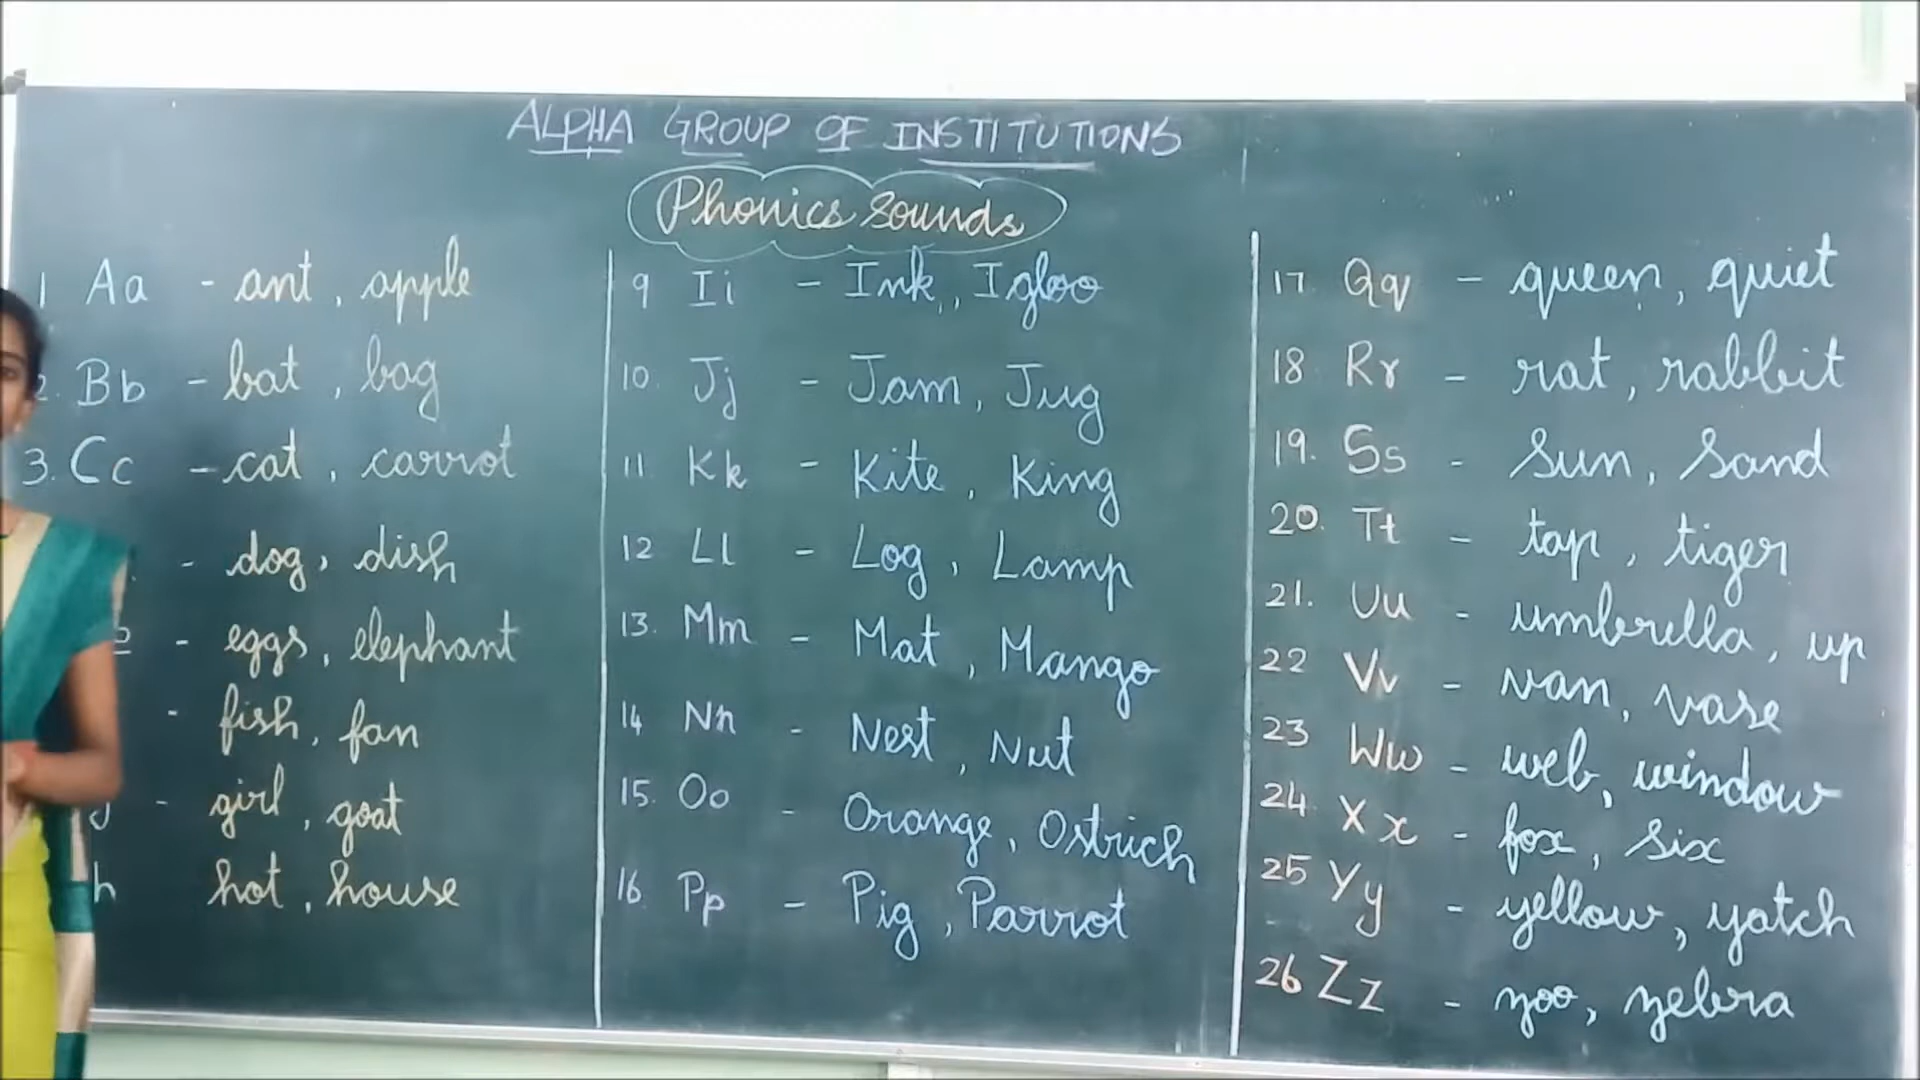 ALPHA GROUP OF INSTITUTIONS
Phonics Sounds
1 Aa - ant, apple
2. Bb - bat, bag
3. Cc - cat, carrot
- dog, dish
- eggs, elephant
- fish, fan
g - girl, goat
h hot, house
9 Ii - Ink, Igloo
10. Jj - Jam, Jug
11 Kk - Kite, King
12 Ll - Log, Lamp
13. Mm - Mat, Mango
14 Nn - Nest, Nut
15. Oo - Orange, Ostrich
16. Pp - Pig, Parrot
17 Qq - queen, quiet
18 Rr - rat, rabbit
19. Ss - sun, sand
20. Tt - tap, tiger
21. Uu - umbrella, up
22 Vv - van, vase
23 Ww - web, window
24 Xx - fox, six
25 Yy - yellow, yatch
26 Zz - zoo, zebra